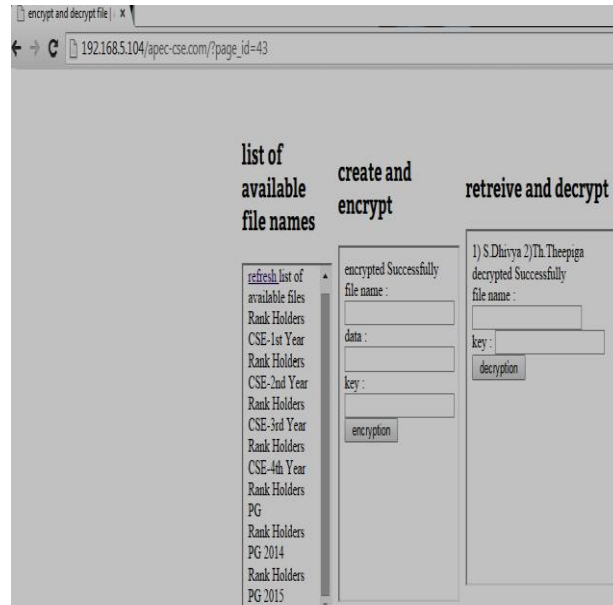 encrypt and decrypt file | x
192.168.5.104/apec-cse.com/?page_id=43
list of
available
file names
refresh list of
available files
Rank Holders
CSE-1st Year
Rank Holders
CSE-2nd Year
Rank Holders
CSE-3rd Year
Rank Holders
CSE-4th Year
Rank Holders
PG
Rank Holders
PG 2014
Rank Holders
PG 2015
create and
encrypt
encrypted Successfully
file name :
data :
key :
encryption
retreive and decrypt
1) S.Dhivya 2)Th.Theepiga
decrypted Successfully
file name :
key :
decryption